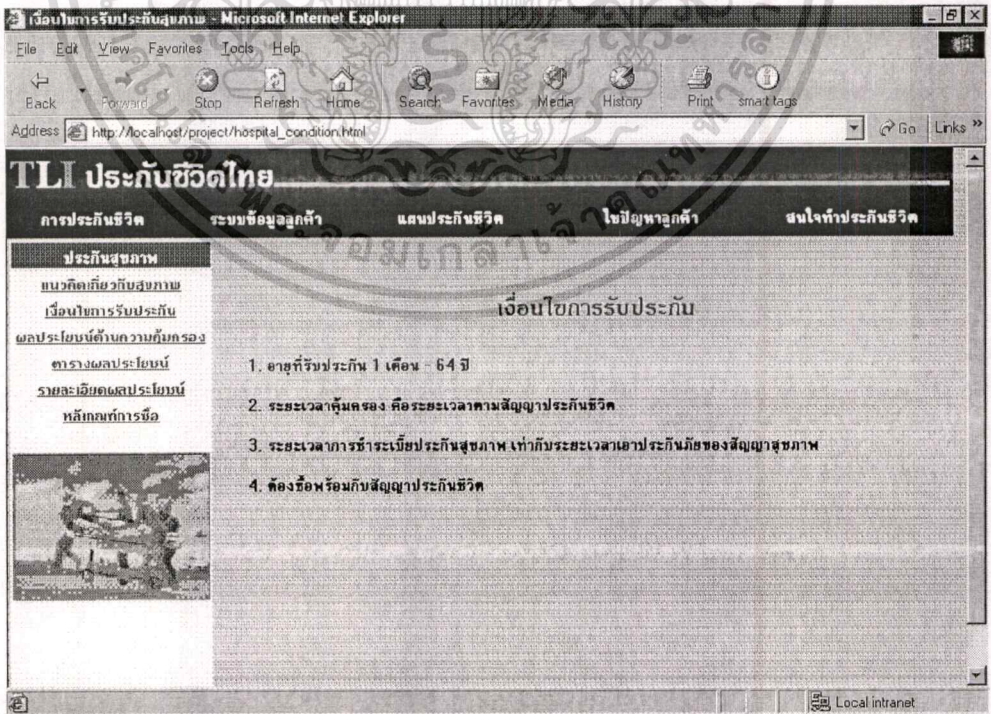 เงื่อนไขการรับประกันสุขภาพ - Microsoft Internet Explorer
File Edit View Favorites Tools Help
Back Forward Stop Refresh Home Search Favorites Media History Print smart tags
Address http://localhost/project/hospital_condition.html Go Links »
TLI ประกันชีวิตไทย
การประกันชีวิต ระบบข้อมูลลูกค้า แผนประกันชีวิต ไขปัญหาลูกค้า สนใจทำประกันชีวิต
ประกันสุขภาพ
แนวคิดเกี่ยวกับสุขภาพ
เงื่อนไขการรับประกัน
ผลประโยชน์ด้านความคุ้มครอง
ตารางผลประโยชน์
รายละเอียดผลประโยชน์
หลักเกณฑ์การซื้อ
เงื่อนไขการรับประกัน
1. อายุที่รับประกัน 1 เดือน - 64 ปี
2. ระยะเวลาคุ้มครอง คือระยะเวลาตามสัญญาประกันชีวิต
3. ระยะเวลาการชำระเบี้ยประกันสุขภาพ เท่ากับระยะเวลาเอาประกันภัยของสัญญาสุขภาพ
4. ต้องซื้อพร้อมกับสัญญาประกันชีวิต
Local intranet